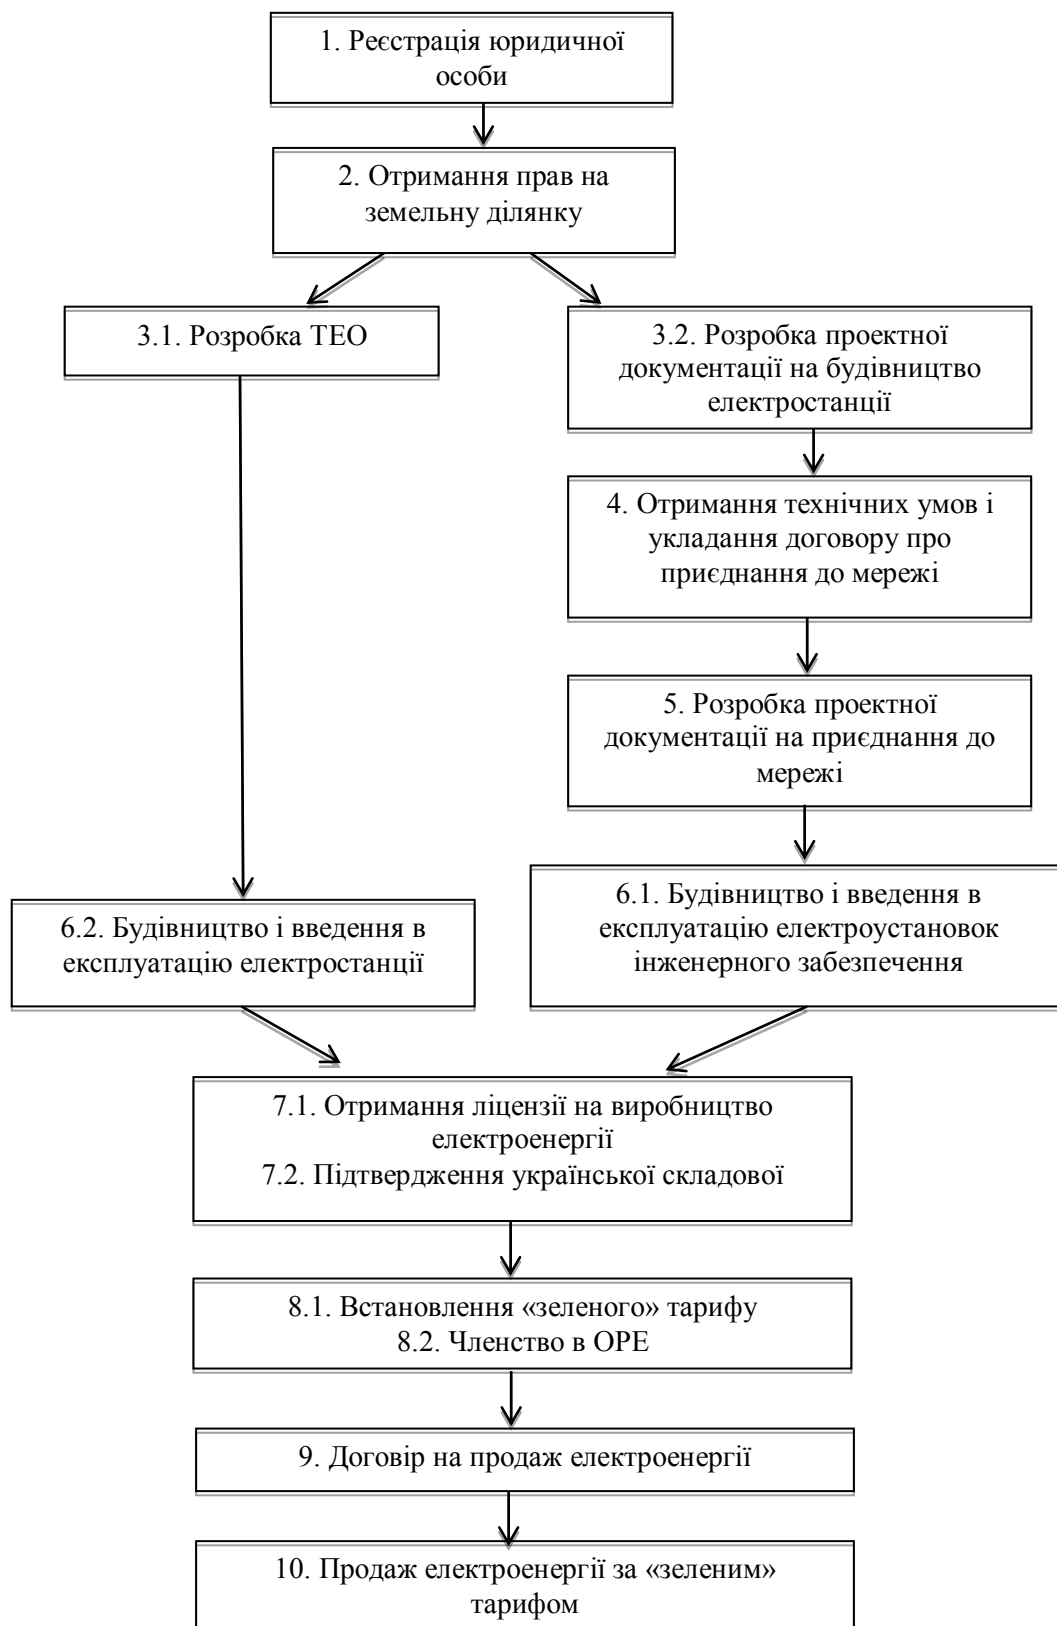 1. Реєстрація юридичної
особи
2. Отримання прав на
земельну ділянку
3.1. Розробка ТЕО
3.2. Розробка проектної
документації на будівництво
електростанції
4. Отримання технічних умов і
укладання договору про
приєднання до мережі
5. Розробка проектної
документації на приєднання до
мережі
6.2. Будівництво і введення в
експлуатацію електростанції
6.1. Будівництво і введення в
експлуатацію електроустановок
інженерного забезпечення
7.1. Отримання ліцензії на виробництво
електроенергії
7.2. Підтвердження української складової
8.1. Встановлення «зеленого» тарифу
8.2. Членство в ОРЕ
9. Договір на продаж електроенергії
10. Продаж електроенергії за «зеленим»
тарифом